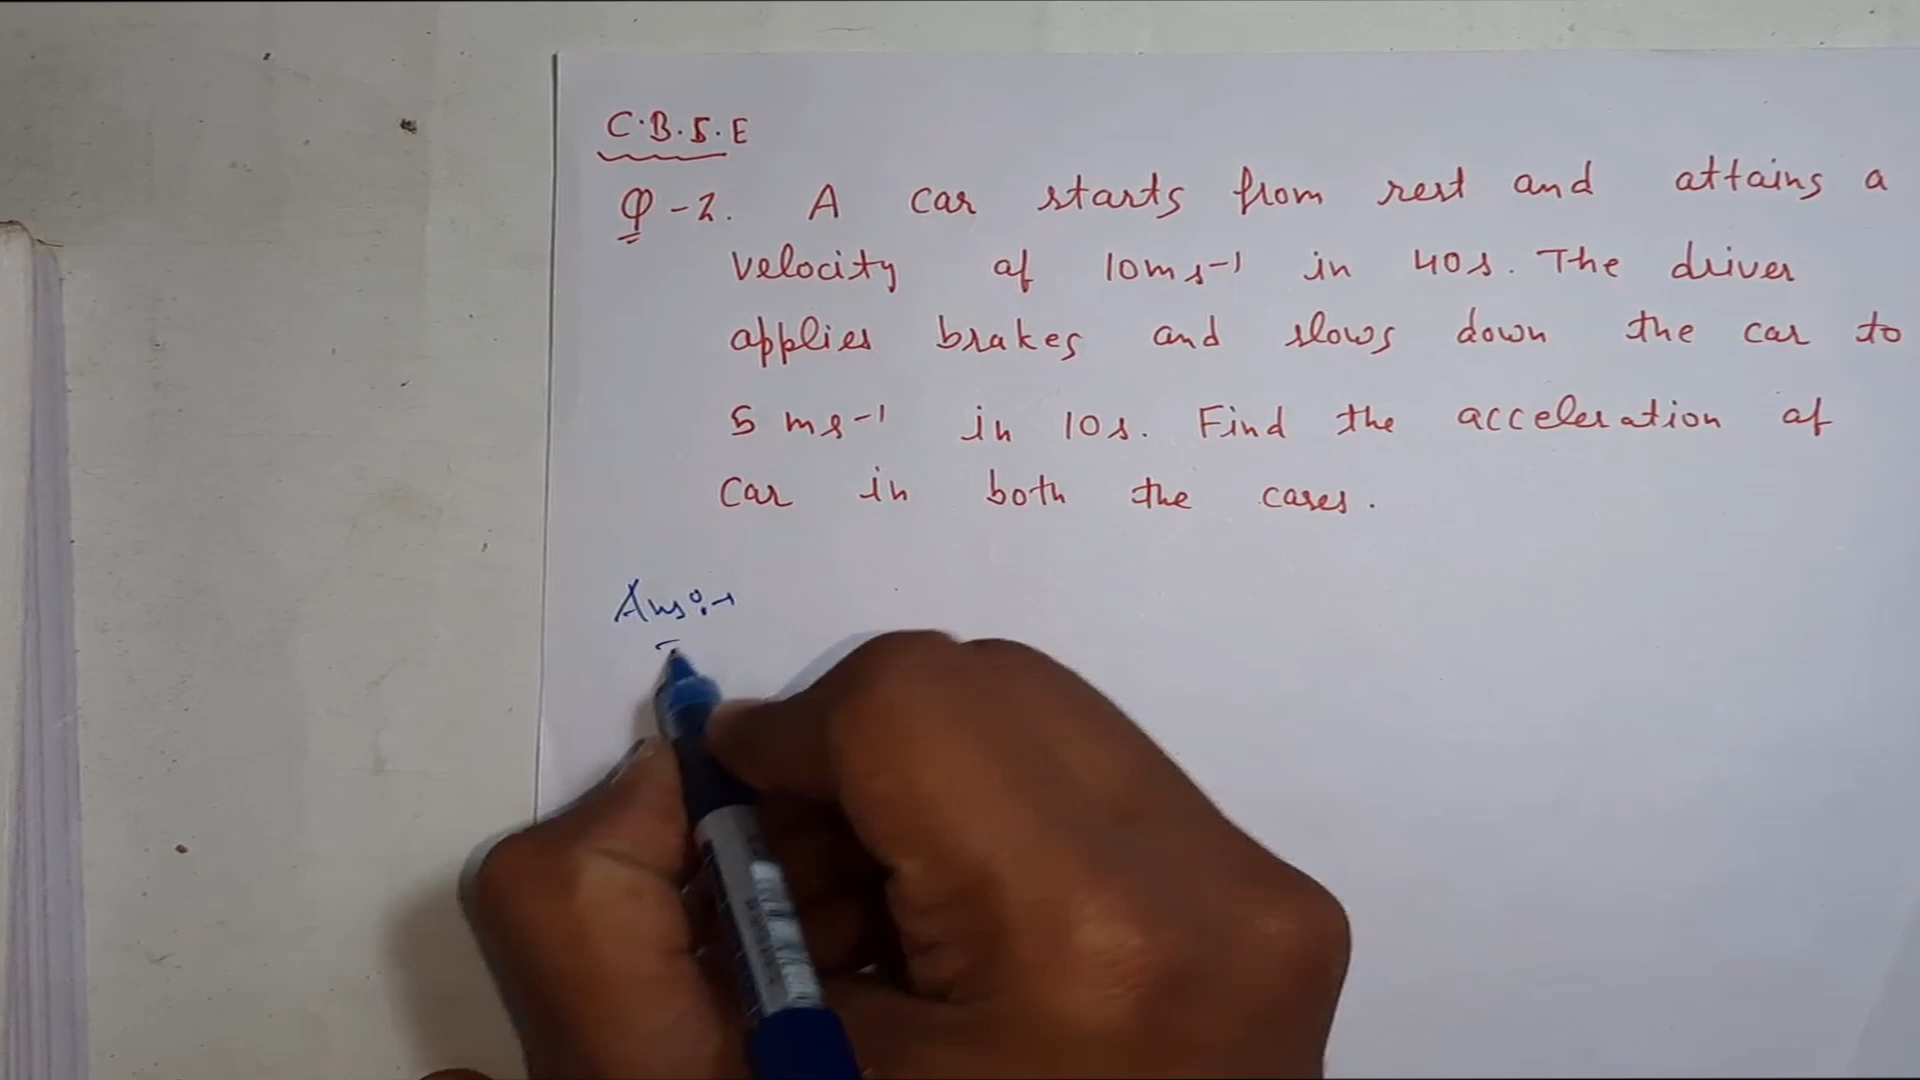 C.B.S.E
Q-2. A car starts from rest and attains a
velocity of 10ms-1 in 40s. The driver
applies brakes and slows down the car to
5 ms-1 in 10s. Find the acceleration of
Car in both the cases.
Ans:-